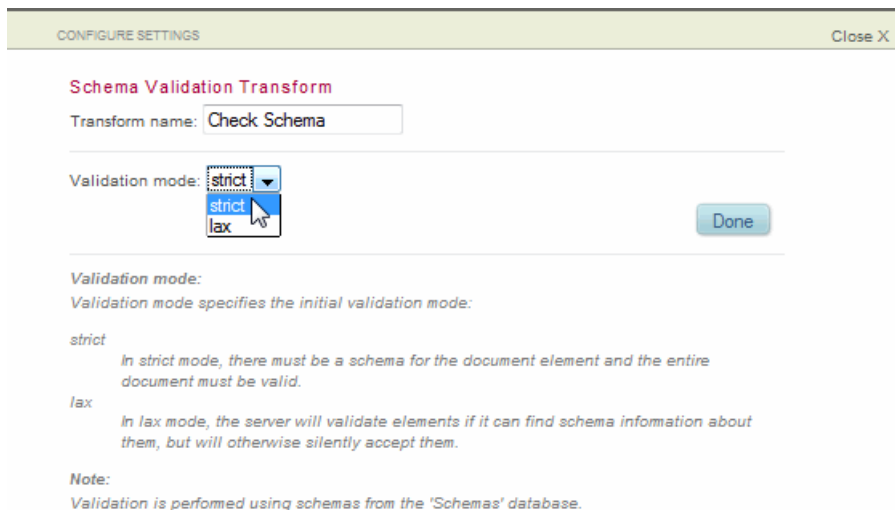 CONFIGURE SETTINGS Close X
Schema Validation Transform
Transform name: Check Schema
Validation mode: strict
strict
lax
Done
Validation mode:
Validation mode specifies the initial validation mode:
strict
In strict mode, there must be a schema for the document element and the entire
document must be valid.
lax
In lax mode, the server will validate elements if it can find schema information about
them, but will otherwise silently accept them.
Note:
Validation is performed using schemas from the 'Schemas' database.